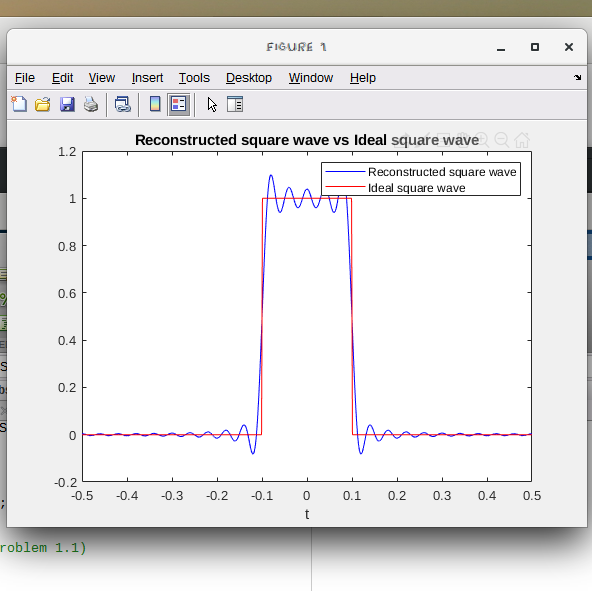 FIGURE 1
File Edit View Insert Tools Desktop Window Help
Reconstructed square wave vs Ideal square wave
1.2
Reconstructed square wave
Ideal square wave
1
0.8
0.6
0.4
0.2
0
-0.2
-0.5 -0.4 -0.3 -0.2 -0.1 0 0.1 0.2 0.3 0.4 0.5
t
roblem 1.1)